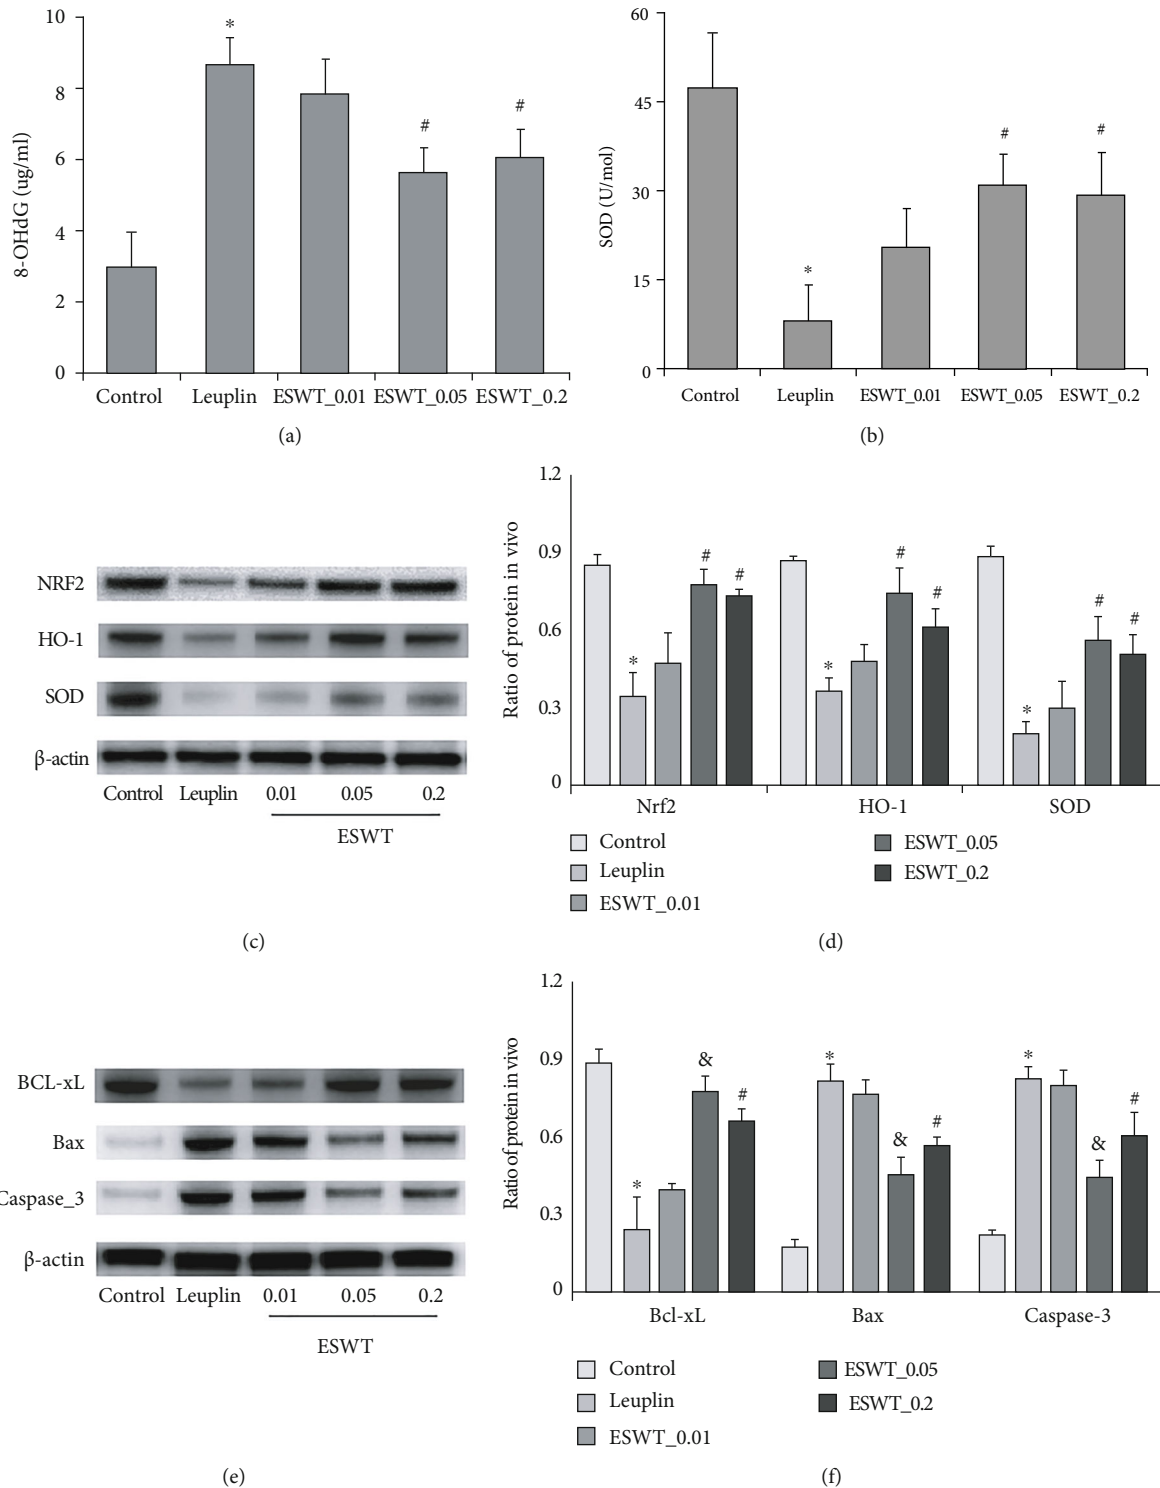 10
8
6
4
2
0
8-OHdG (ug/ml)
*
#
#
Control Leuplin ESWT_0.01 ESWT_0.05 ESWT_0.2
(a)
60
45
30
15
0
SOD (U/mol)
*
#
#
Control Leuplin ESWT_0.01 ESWT_0.05 ESWT_0.2
(b)
NRF2
HO-1
SOD
β-actin
Control Leuplin 0.01 0.05 0.2
ESWT
(c)
1.2
0.9
0.6
0.3
0
Ratio of protein in vivo
* # #
* # #
* # #
Nrf2 HO-1 SOD
Control
Leuplin
ESWT_0.01
ESWT_0.05
ESWT_0.2
(d)
BCL-xL
Bax
Caspase_3
β-actin
Control Leuplin 0.01 0.05 0.2
ESWT
(e)
1.2
0.9
0.6
0.3
0
Ratio of protein in vivo
* & #
* & #
* & #
Bcl-xL Bax Caspase-3
Control
Leuplin
ESWT_0.01
ESWT_0.05
ESWT_0.2
(f)